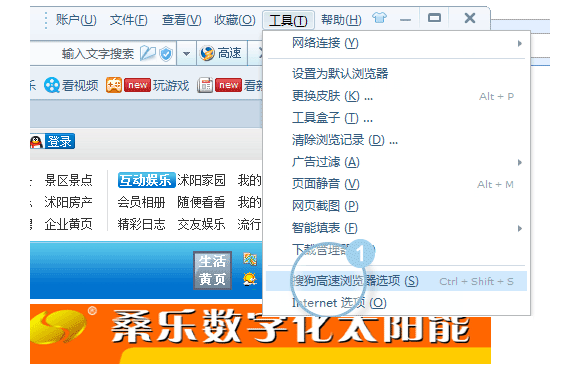 账户(U) 文件(F) 查看(V) 收藏(O) 工具(T) 帮助(H)
输入文字搜索 高速
乐 看视频 new 玩游戏 new 看新
登录
景区景点 互动娱乐 沭阳家园 我的
沭阳房产 会员相册 随便看看 我的
企业黄页 精彩日志 交友娱乐 流行
生活
黄页
桑乐数字化太阳能
网络连接 (Y)
设置为默认浏览器
更换皮肤 (K) ... Alt + P
工具盒子 (T) ...
清除浏览记录 (D) ...
广告过滤 (A)
页面静音 (V) Alt + M
网页截图 (P)
智能填表 (F)
下载管理器
1
搜狗高速浏览器选项 (S) Ctrl + Shift + S
Internet 选项 (O)